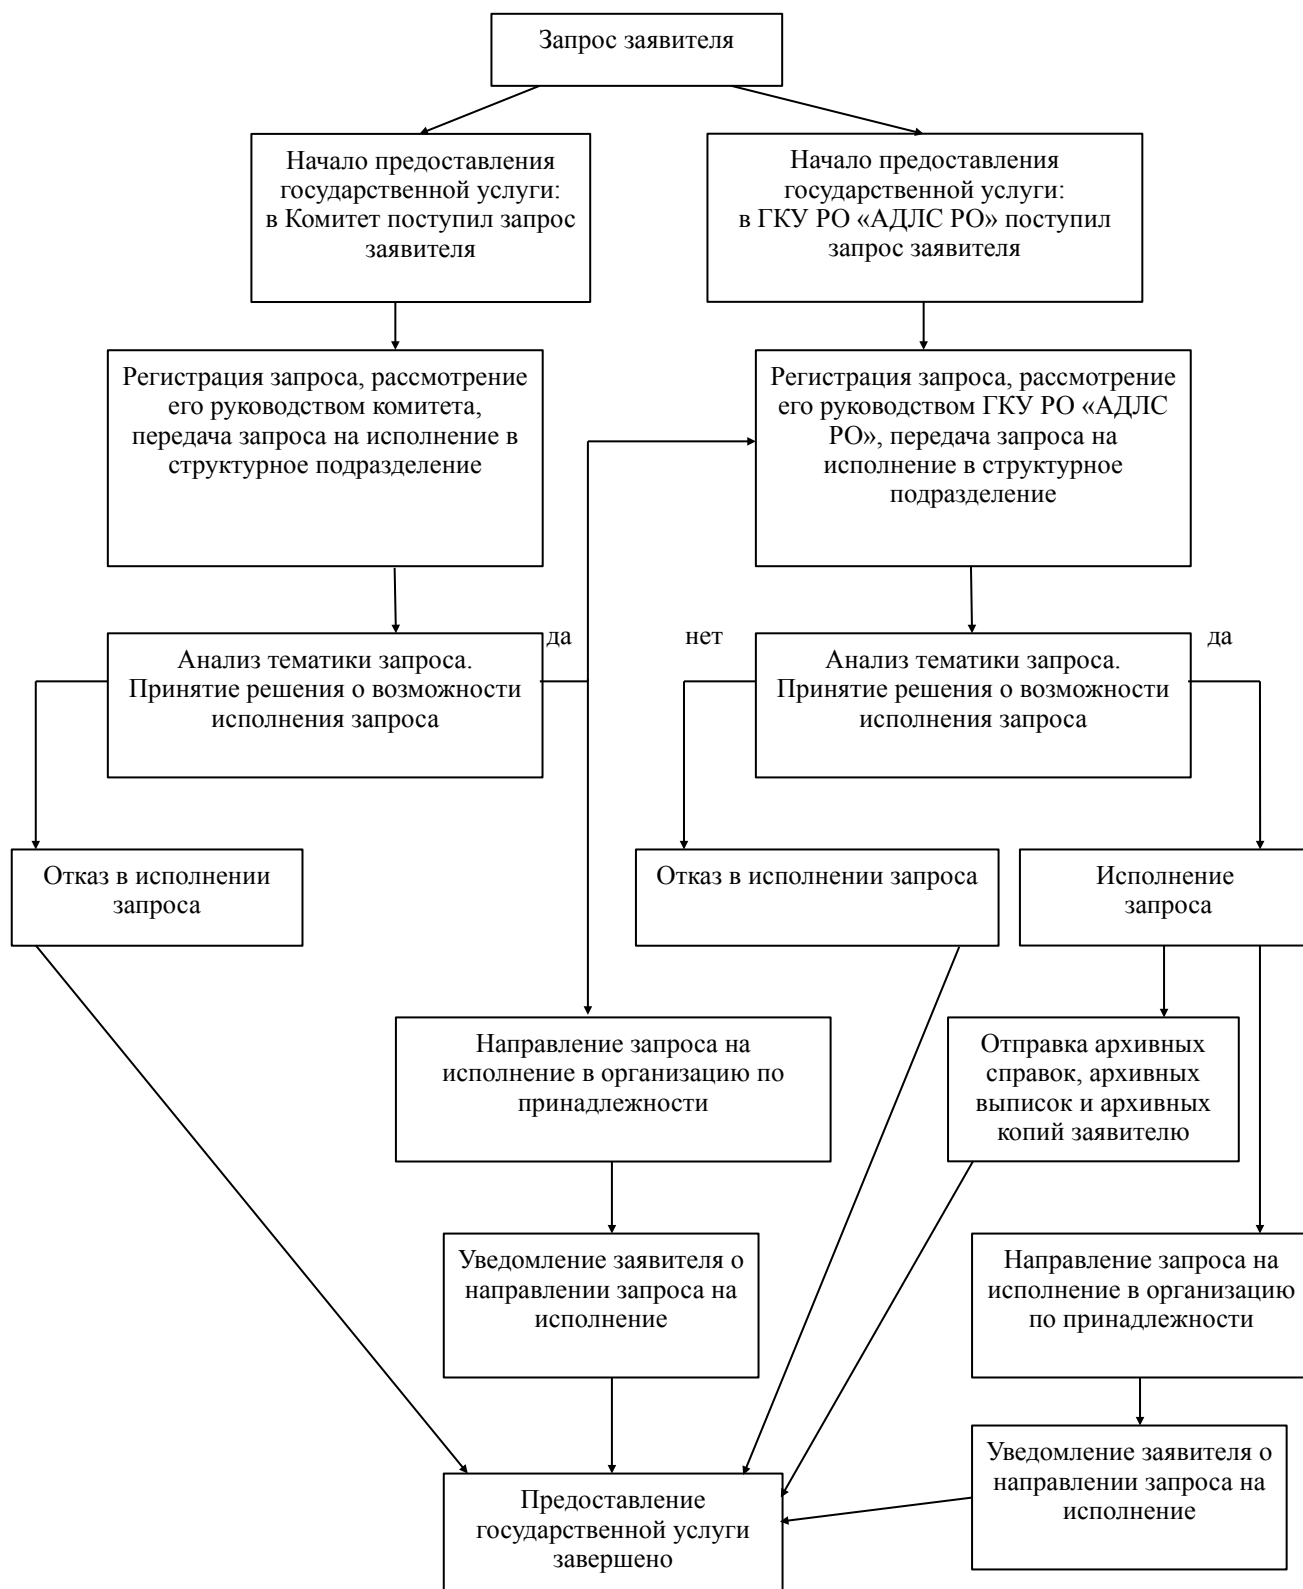 Запрос заявителя
Начало предоставления
государственной услуги:
в Комитет поступил запрос
заявителя
Начало предоставления
государственной услуги:
в ГКУ РО «АДЛС РО» поступил
запрос заявителя
Регистрация запроса, рассмотрение
его руководством комитета,
передача запроса на исполнение в
структурное подразделение
Регистрация запроса, рассмотрение
его руководством ГКУ РО «АДЛС
РО», передача запроса на
исполнение в структурное
подразделение
да
нет
да
Анализ тематики запроса.
Принятие решения о возможности
исполнения запроса
Анализ тематики запроса.
Принятие решения о возможности
исполнения запроса
Отказ в исполнении
запроса
Отказ в исполнении запроса
Исполнение
запроса
Направление запроса на
исполнение в организацию по
принадлежности
Отправка архивных
справок, архивных
выписок и архивных
копий заявителю
Уведомление заявителя о
направлении запроса на
исполнение
Направление запроса на
исполнение в организацию
по принадлежности
Уведомление заявителя о
направлении запроса на
исполнение
Предоставление
государственной услуги
завершено